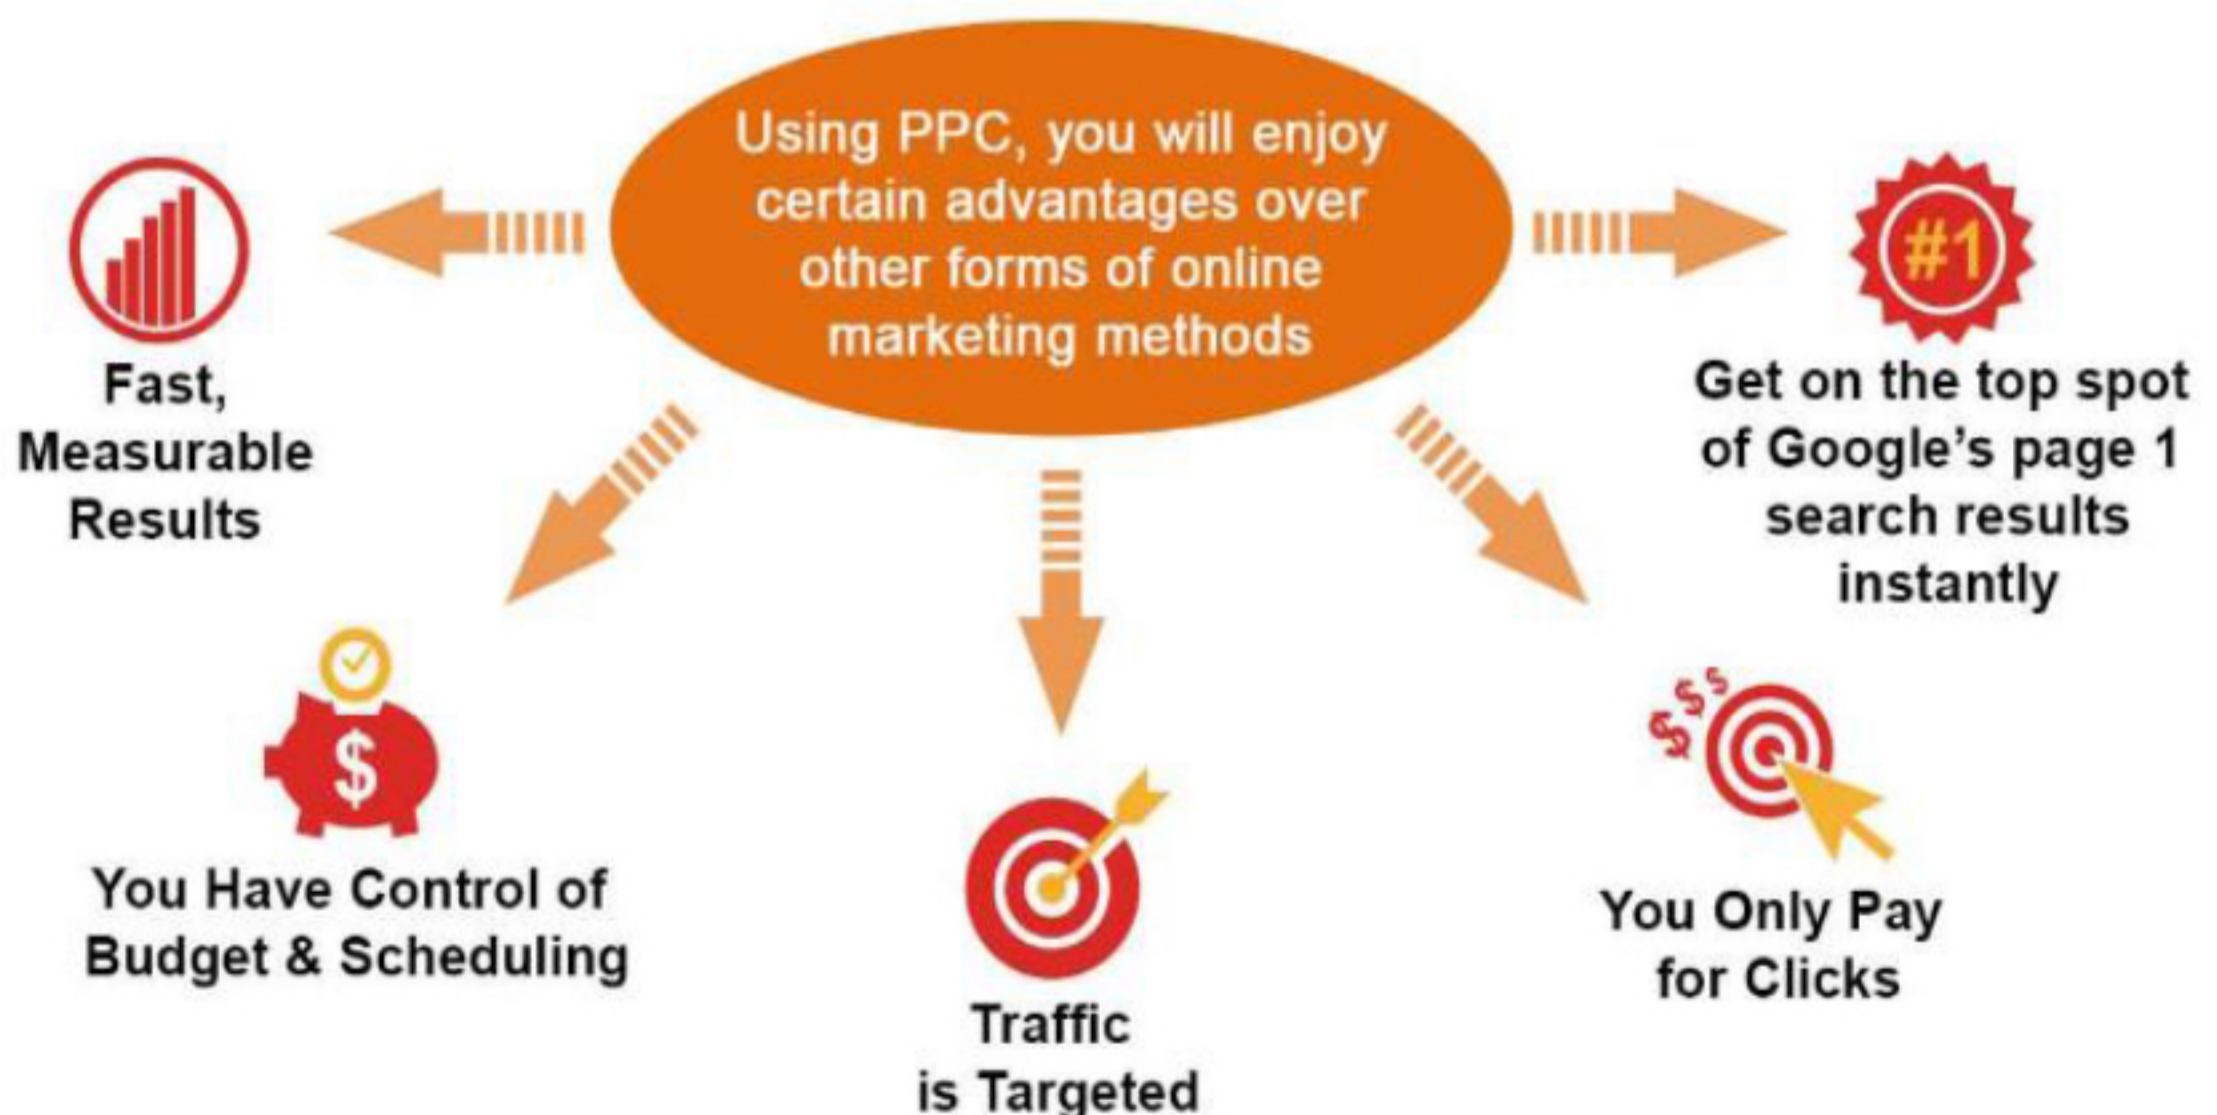 Using PPC, you will enjoy
certain advantages over
other forms of online
marketing methods
Fast,
Measurable
Results
#1
Get on the top spot
of Google's page 1
search results
instantly
$
You Have Control of
Budget & Scheduling
Traffic
is Targeted
$ $ $
You Only Pay
for Clicks